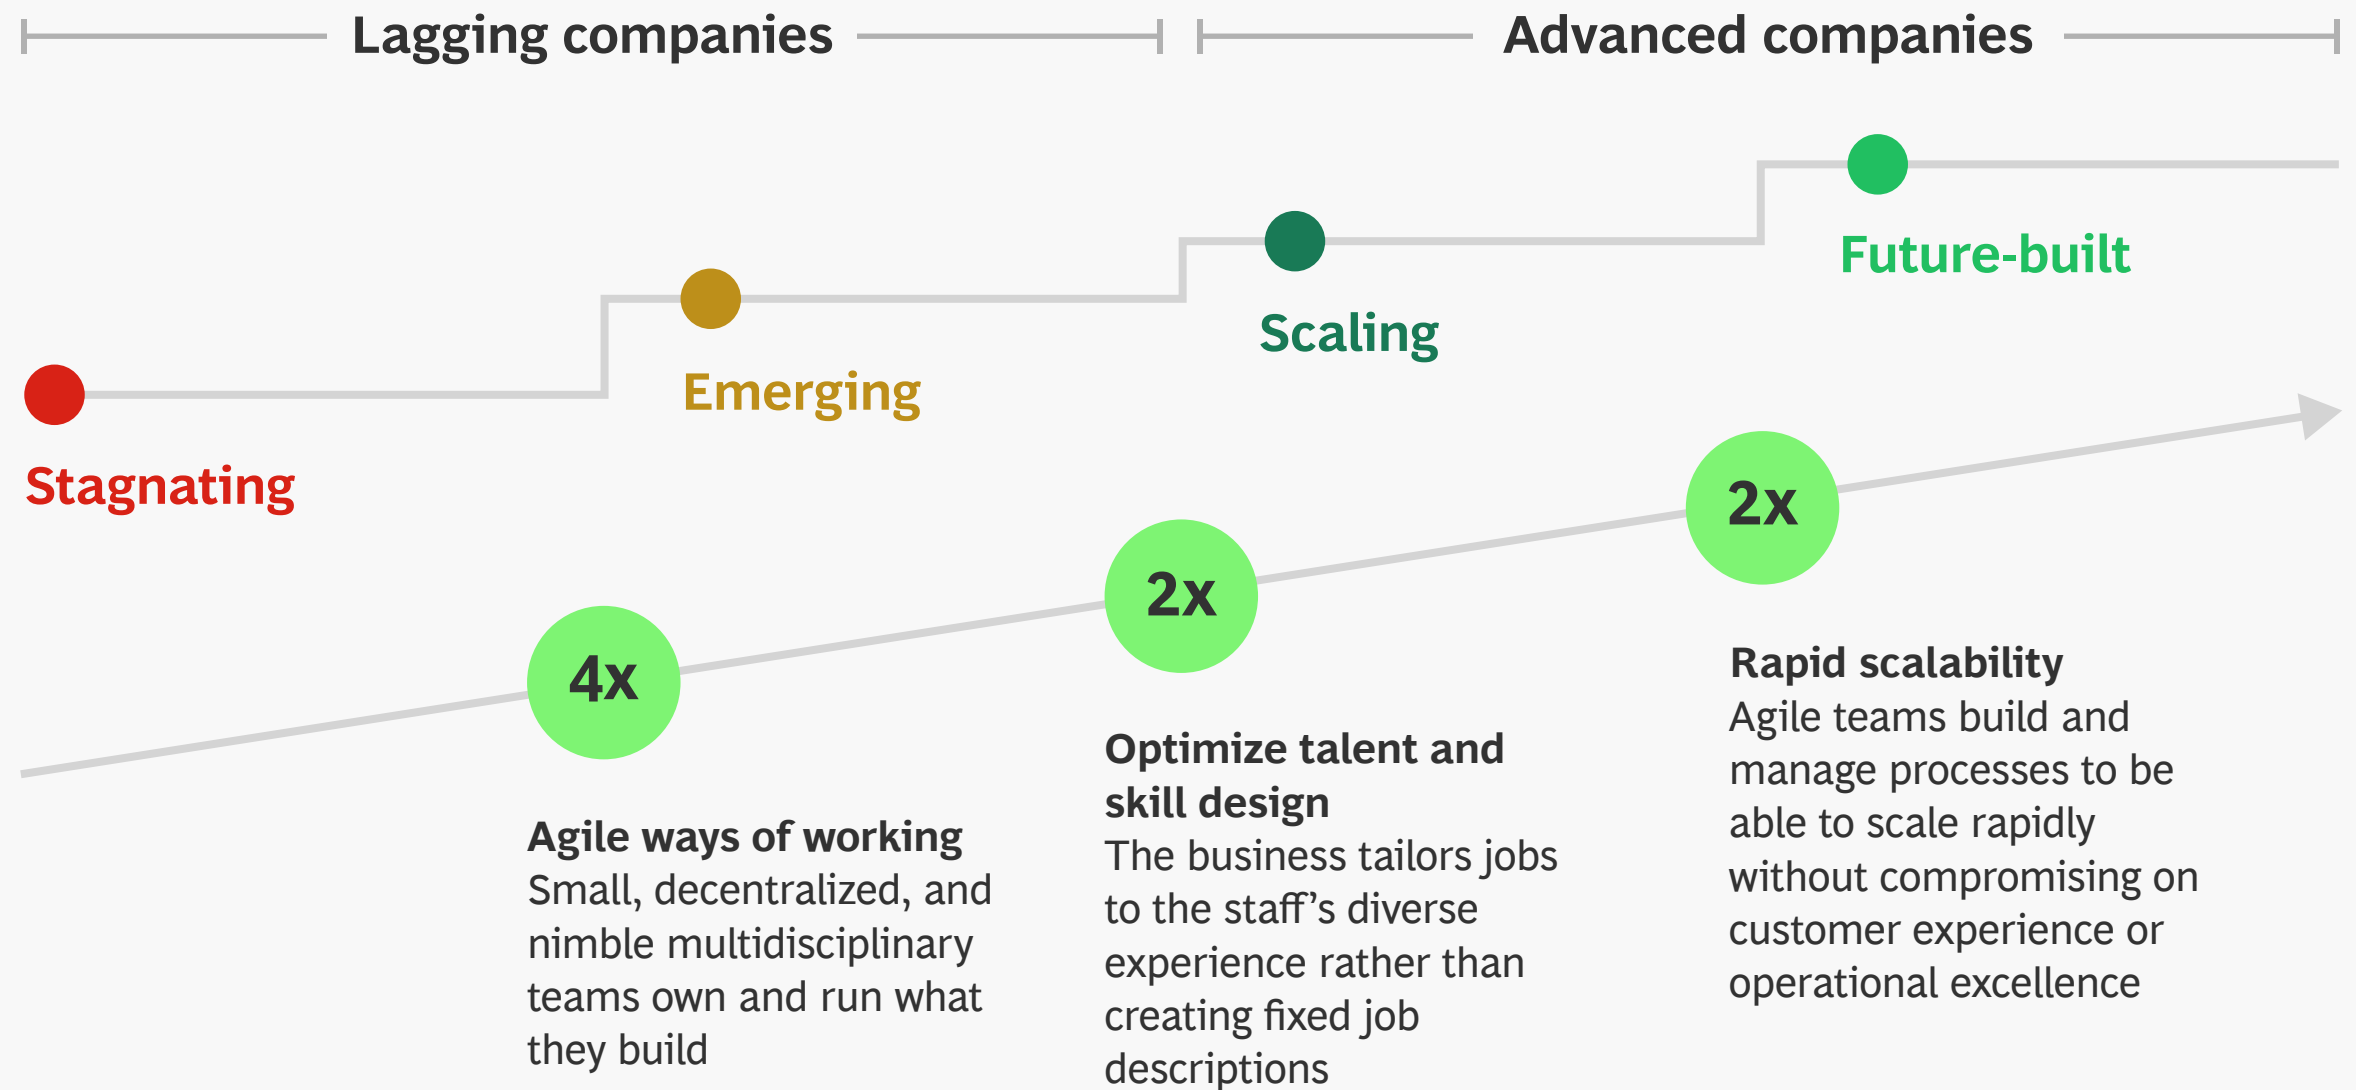 Lagging companies
Advanced companies
Future-built
Scaling
Emerging
Stagnating
2x
2x
4x
Agile ways of working
Small, decentralized, and
nimble multidisciplinary
teams own and run what
they build
Optimize talent and
skill design
The business tailors jobs
to the staff’s diverse
experience rather than
creating fixed job
descriptions
Rapid scalability
Agile teams build and
manage processes to be
able to scale rapidly
without compromising on
customer experience or
operational excellence